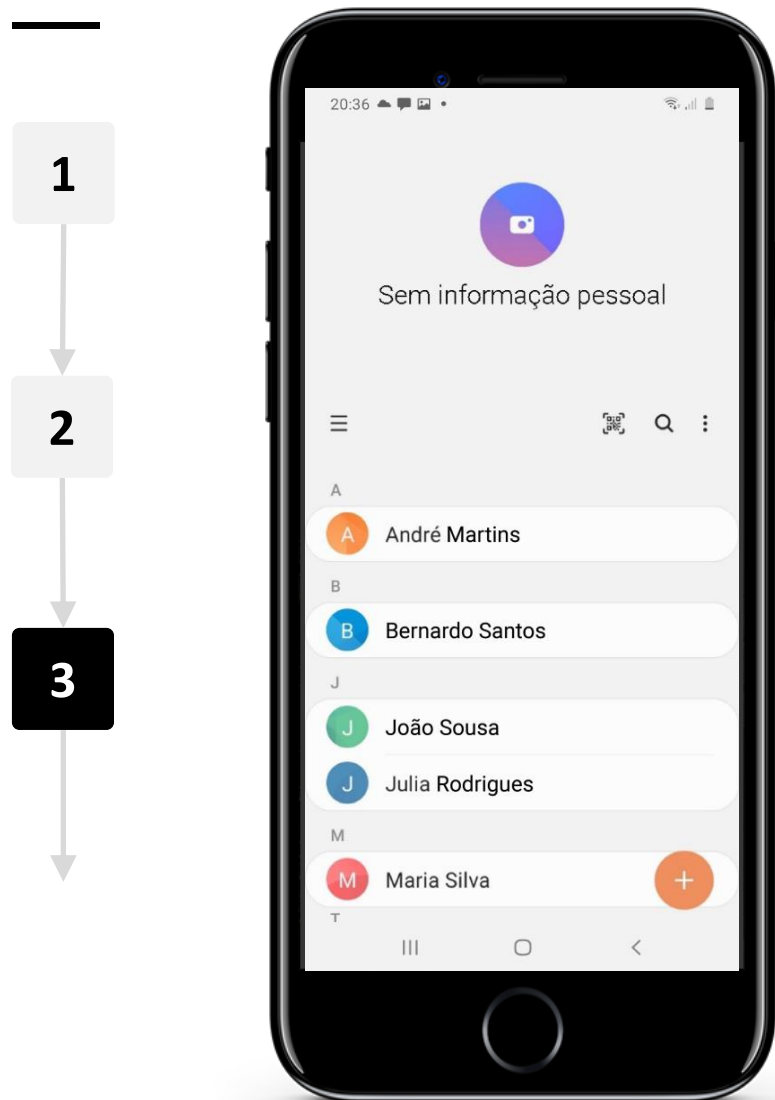 1
2
3
20:36
Sem informação pessoal
A
A André Martins
B
B Bernardo Santos
J
J João Sousa
J Julia Rodrigues
M
M Maria Silva
T